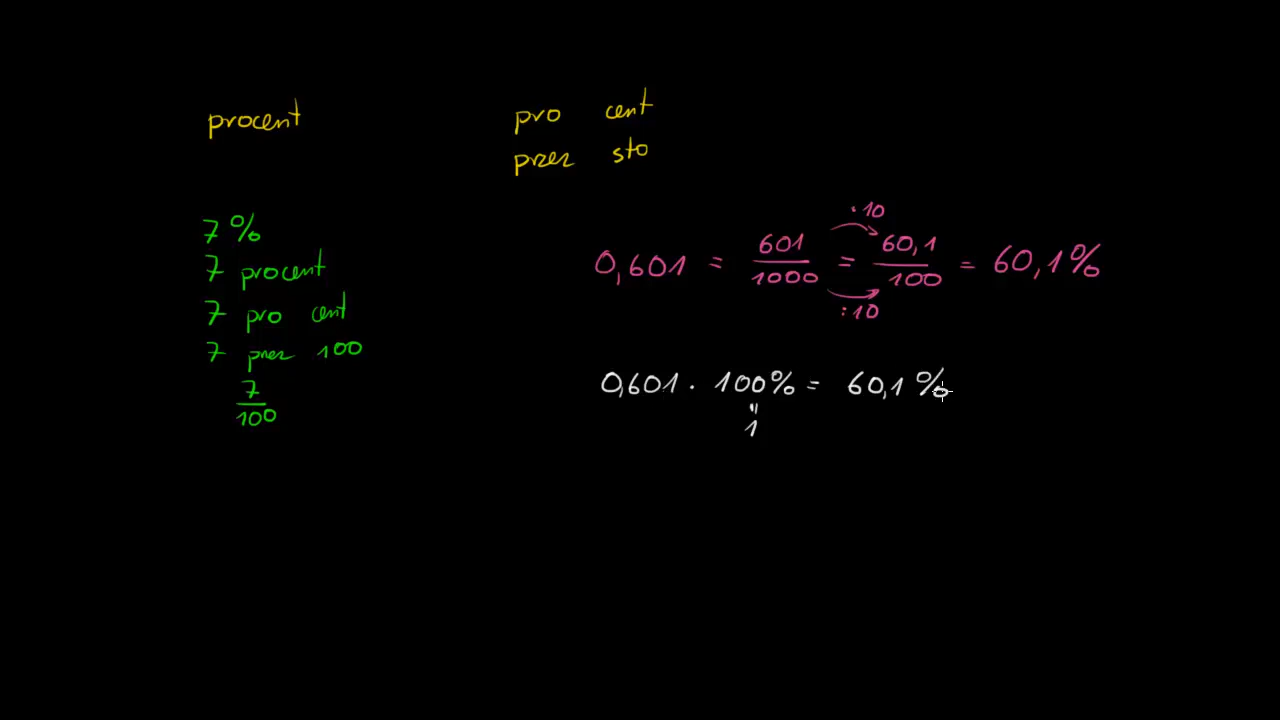 procent
pro cent
przez sto
7%
7 procent
7 pro cent
7 przez 100
7/100
·10
0,601 = 601/1000 = 60,1/100 = 60,1%
:10
0,601 · 100% = 60,1%
"
1